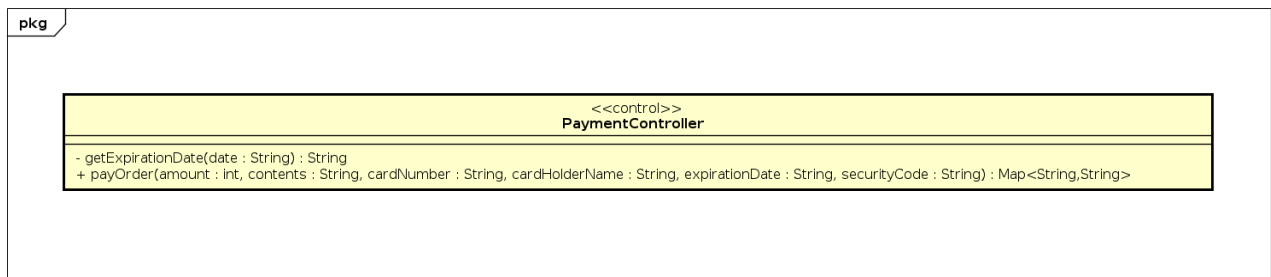 pkg
<<control>>
PaymentController
- getExpirationDate(date : String) : String
+ payOrder(amount : int, contents : String, cardNumber : String, cardHolderName : String, expirationDate : String, securityCode : String) : Map<String,String>